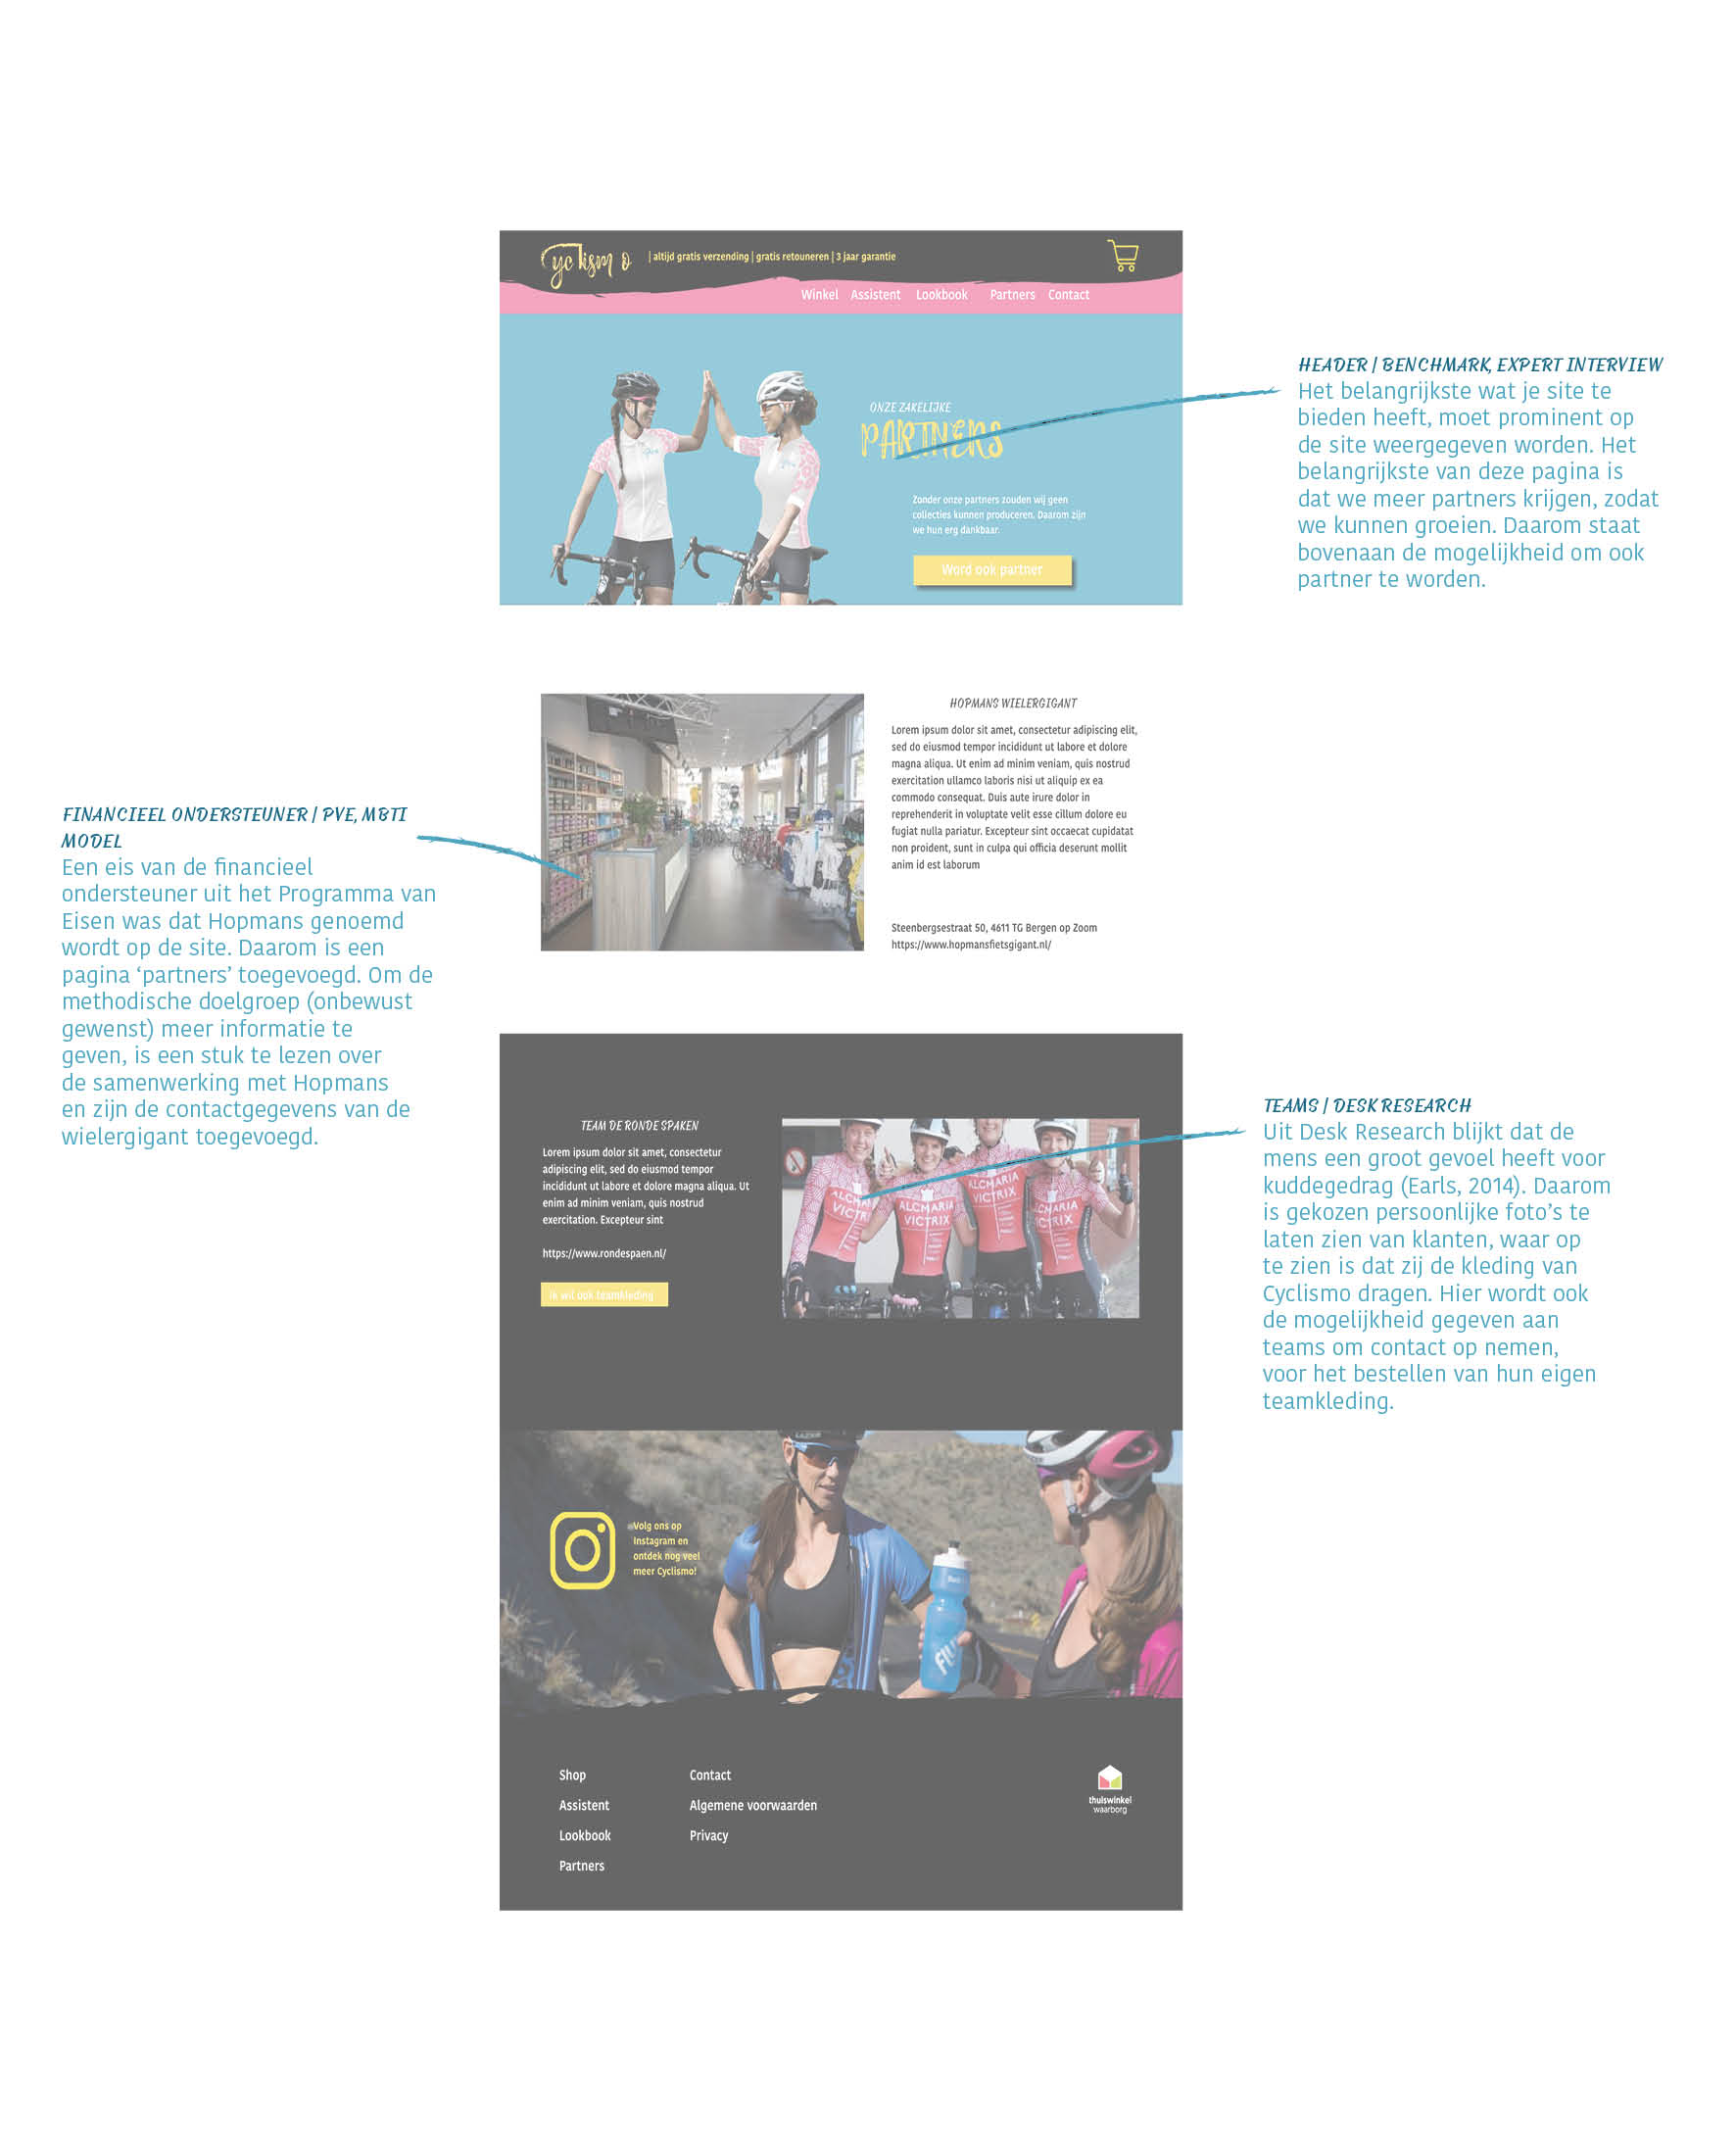 Cyclismo
| altijd gratis verzending | gratis retouneren | 3 jaar garantie
Winkel Assistent Lookbook Partners Contact
ONZE ZAKELIJKE
PARTNERS
Zonder onze partners zouden wij geen
collecties kunnen produceren. Daarom zijn
we hun erg dankbaar.
Word ook partner
HEADER / BENCHMARK, EXPERT INTERVIEW
Het belangrijkste wat je site te
bieden heeft, moet prominent op
de site weergegeven worden. Het
belangrijkste van deze pagina is
dat we meer partners krijgen, zodat
we kunnen groeien. Daarom staat
bovenaan de mogelijkheid om ook
partner te worden.
HOPMANS WIELERGIGANT
Lorem ipsum dolor sit amet, consectetur adipiscing elit,
sed do eiusmod tempor incididunt ut labore et dolore
magna aliqua. Ut enim ad minim veniam, quis nostrud
exercitation ullamco laboris nisi ut aliquip ex ea
commodo consequat. Duis aute irure dolor in
reprehenderit in voluptate velit esse cillum dolore eu
fugiat nulla pariatur. Excepteur sint occaecat cupidatat
non proident, sunt in culpa qui officia deserunt mollit
anim id est laborum
Steenbergsestraat 50, 4611 TG Bergen op Zoom
https://www.hopmansfietsgigant.nl/
FINANCIEEL ONDERSTEUNER / PVE, MBTI
MODEL
Een eis van de financieel
ondersteuner uit het Programma van
Eisen was dat Hopmans genoemd
wordt op de site. Daarom is een
pagina ‘partners’ toegevoegd. Om de
methodische doelgroep (onbewust
gewenst) meer informatie te
geven, is een stuk te lezen over
de samenwerking met Hopmans
en zijn de contactgegevens van de
wielergigant toegevoegd.
TEAM DE RONDE SPAKEN
Lorem ipsum dolor sit amet, consectetur
adipiscing elit, sed do eiusmod tempor
incididunt ut labore et dolore magna aliqua. Ut
enim ad minim veniam, quis nostrud
exercitation. Excepteur sint
https://www.rondespaen.nl/
Ik wil ook teamkleding
ALCMARIA
VICTRIX
TEAMS / DESK RESEARCH
Uit Desk Research blijkt dat de
mens een groot gevoel heeft voor
kuddegedrag (Earls, 2014). Daarom
is gekozen persoonlijke foto’s te
laten zien van klanten, waar op
te zien is dat zij de kleding van
Cyclismo dragen. Hier wordt ook
de mogelijkheid gegeven aan
teams om contact op nemen,
voor het bestellen van hun eigen
teamkleding.
Volg ons op
Instagram en
ontdek nog veel
meer Cyclismo!
Shop
Assistent
Lookbook
Partners
Contact
Algemene voorwaarden
Privacy
thuiswinkel
waarborg